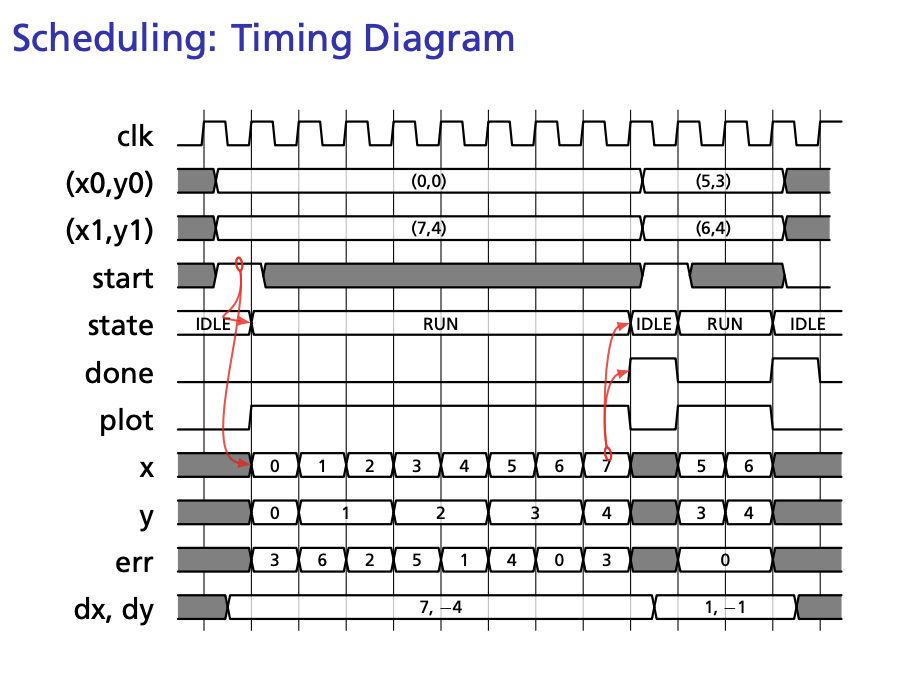 Scheduling: Timing Diagram
clk
(x0,y0) (0,0) (5,3)
(x1,y1) (7,4) (6,4)
start
state IDLE RUN IDLE RUN IDLE
done
plot
x 0 1 2 3 4 5 6 7 5 6
y 0 1 2 3 4 3 4
err 3 6 2 5 1 4 0 3 0
dx, dy 7, −4 1, −1